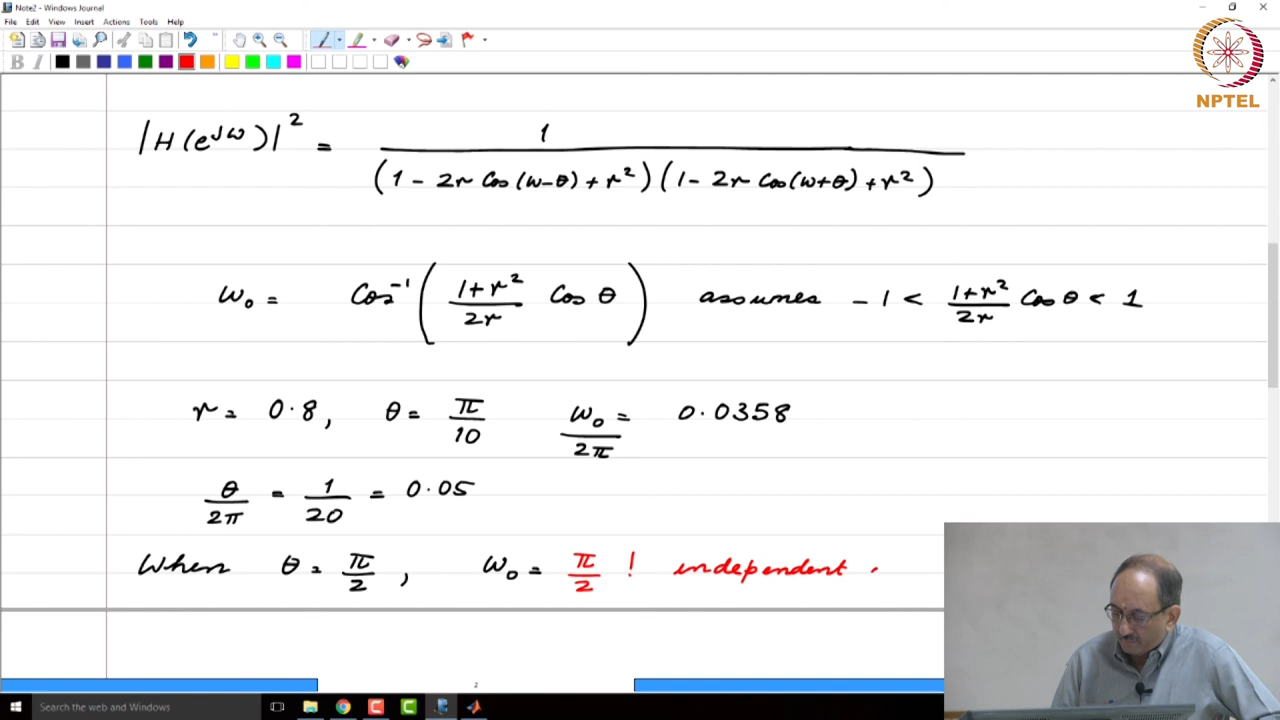 Note2 - Windows Journal
File Edit View Insert Actions Tools Help
NPTEL
|H(e^{jω})|² = 1 / ((1 - 2r Cos(ω-θ) + r²)(1 - 2r Cos(ω+θ) + r²))
ω₀ = Cos⁻¹((1+r²)/(2r) Cos θ) assumes -1 < (1+r²)/(2r) Cos θ < 1
r = 0.8, θ = π/10 ω₀/2π = 0.0358
θ/2π = 1/20 = 0.05
When θ = π/2, ω₀ = π/2 ! independent
2
Search the web and Windows